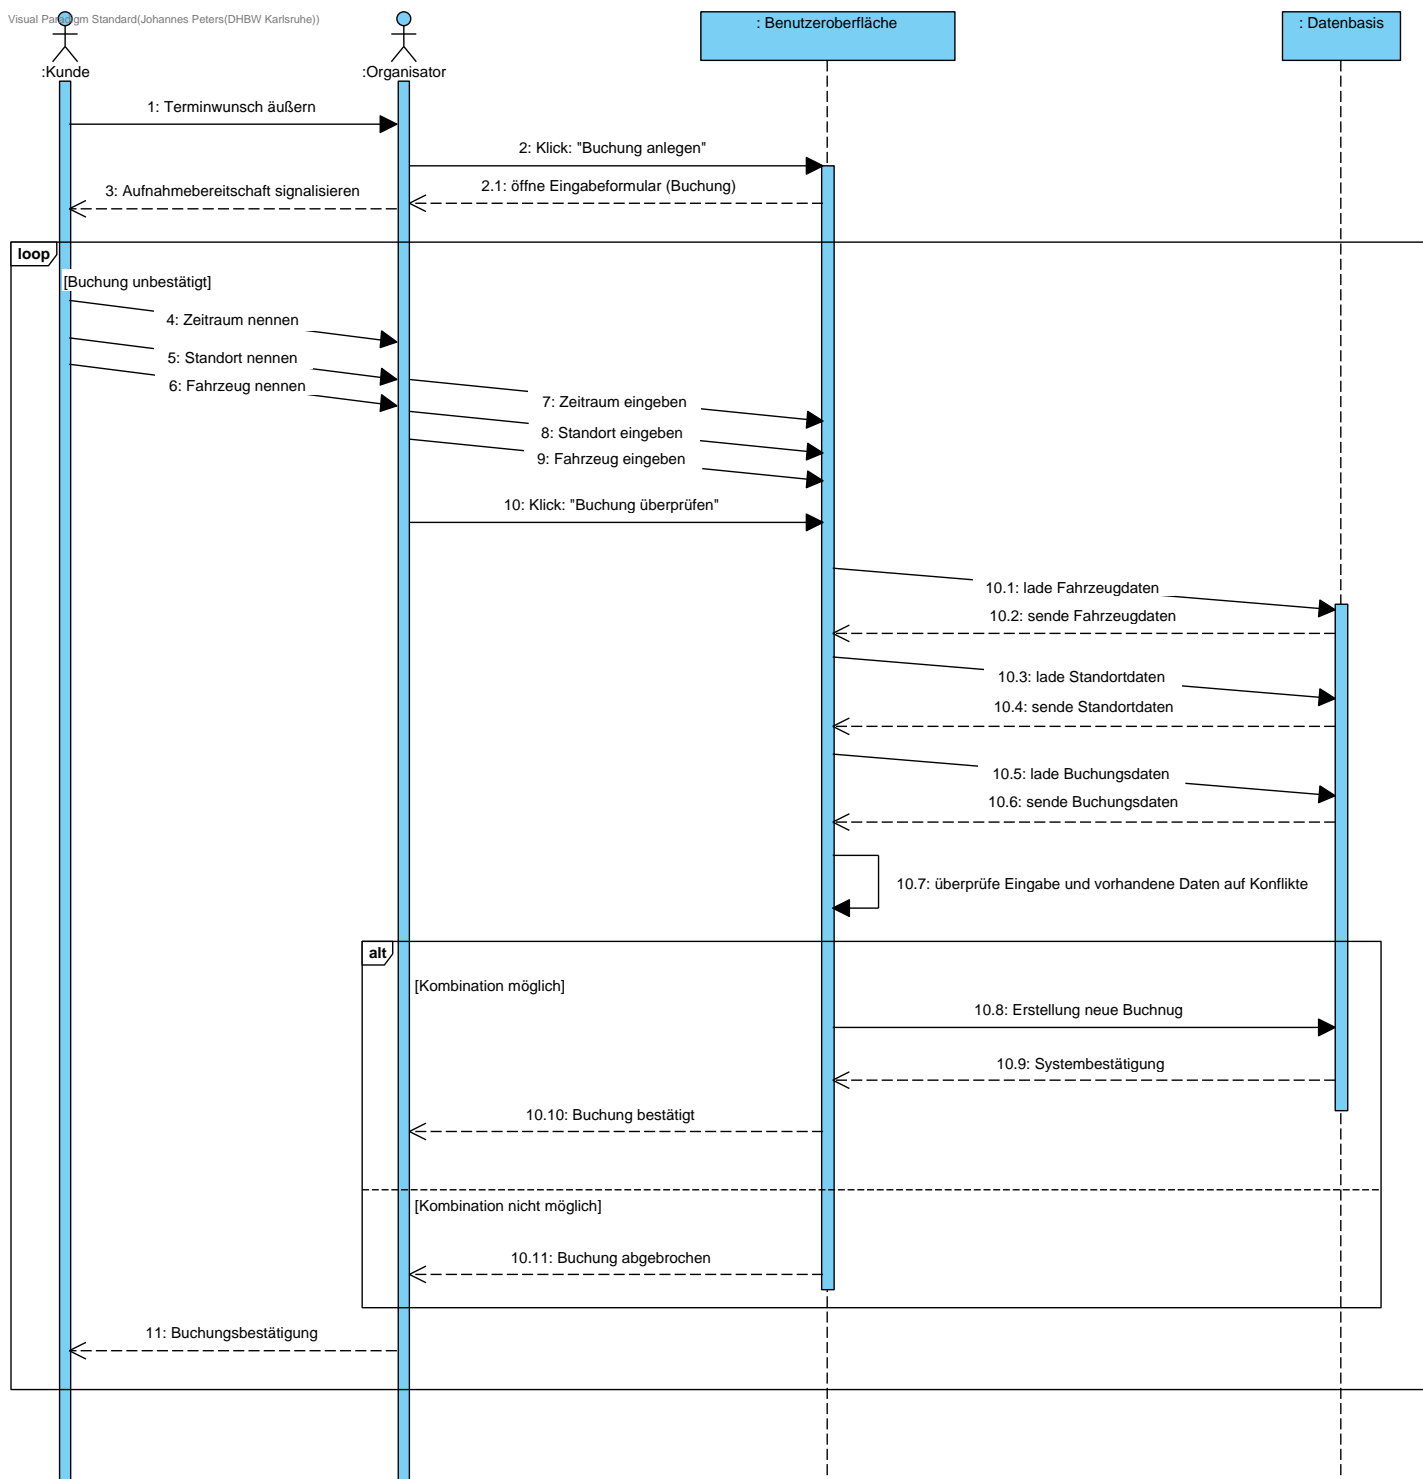 Visual Paradigm Standard(Johannes Peters(DHBW Karlsruhe))
:Kunde
:Organisator
: Benutzeroberfläche
: Datenbasis
1: Terminwunsch äußern
2: Klick: "Buchung anlegen"
2.1: öffne Eingabeformular (Buchung)
3: Aufnahmebereitschaft signalisieren
loop
[Buchung unbestätigt]
4: Zeitraum nennen
5: Standort nennen
6: Fahrzeug nennen
7: Zeitraum eingeben
8: Standort eingeben
9: Fahrzeug eingeben
10: Klick: "Buchung überprüfen"
10.1: lade Fahrzeugdaten
10.2: sende Fahrzeugdaten
10.3: lade Standortdaten
10.4: sende Standortdaten
10.5: lade Buchungsdaten
10.6: sende Buchungsdaten
10.7: überprüfe Eingabe und vorhandene Daten auf Konflikte
alt
[Kombination möglich]
10.8: Erstellung neue Buchnug
10.9: Systembestätigung
10.10: Buchung bestätigt
[Kombination nicht möglich]
10.11: Buchung abgebrochen
11: Buchungsbestätigung